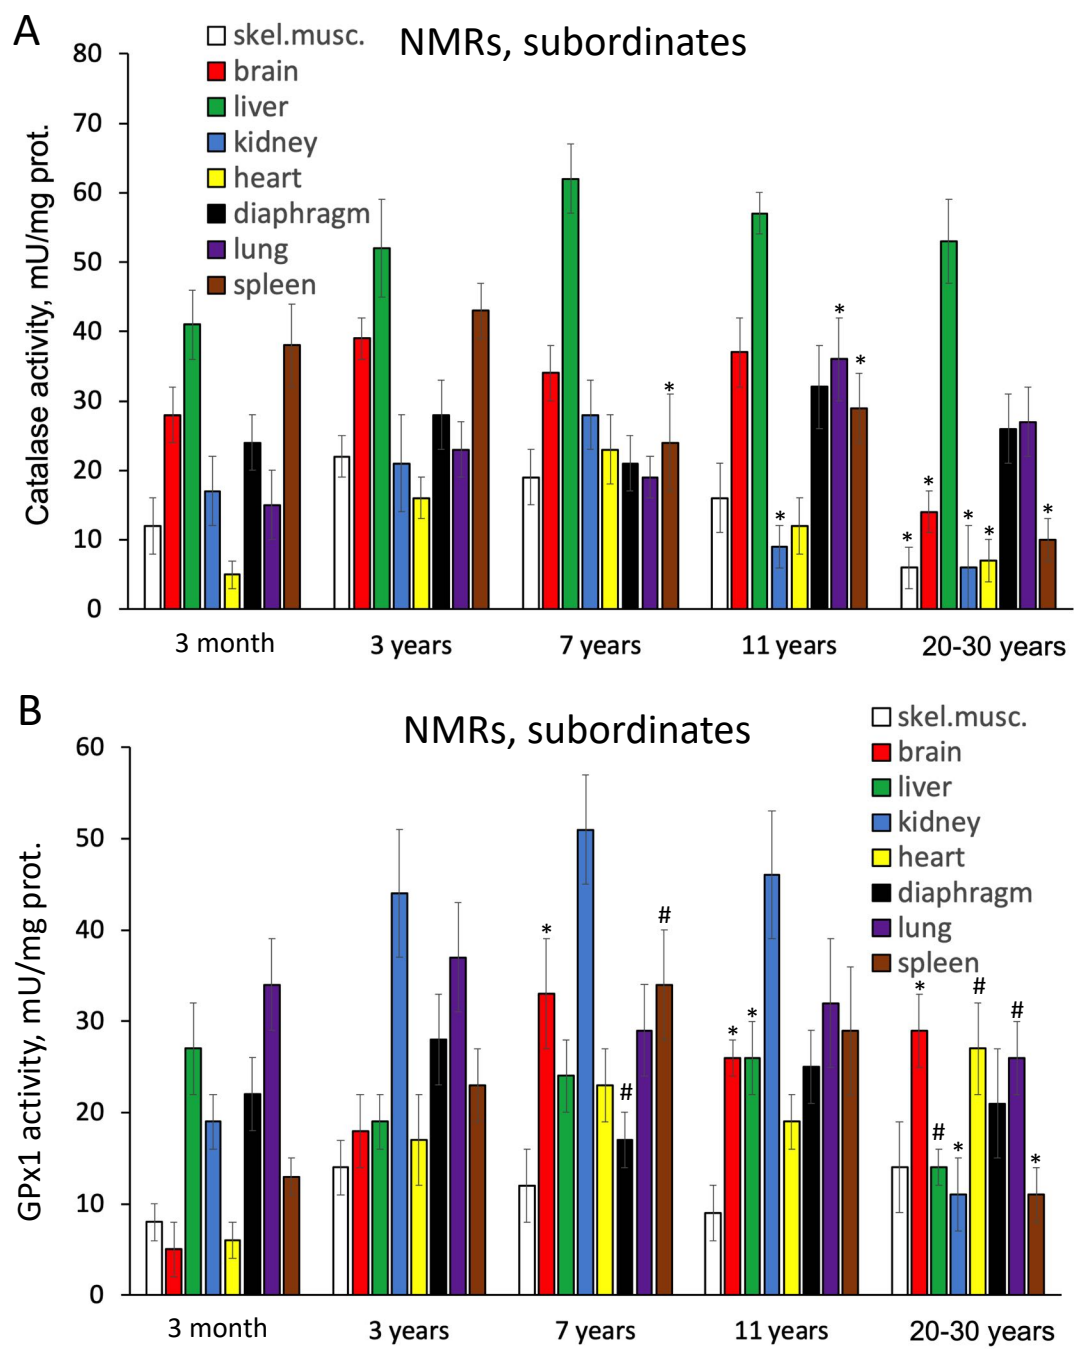 A
NMRs, subordinates
skel.musc.
brain
liver
kidney
heart
diaphragm
lung
spleen
Catalase activity, mU/mg prot.
80
70
60
50
40
30
20
10
0
* * * * * * * * *
3 month 3 years 7 years 11 years 20-30 years
B
NMRs, subordinates
skel.musc.
brain
liver
kidney
heart
diaphragm
lung
spleen
GPx1 activity, mU/mg prot.
60
50
40
30
20
10
0
* # # * * * # * # # *
3 month 3 years 7 years 11 years 20-30 years